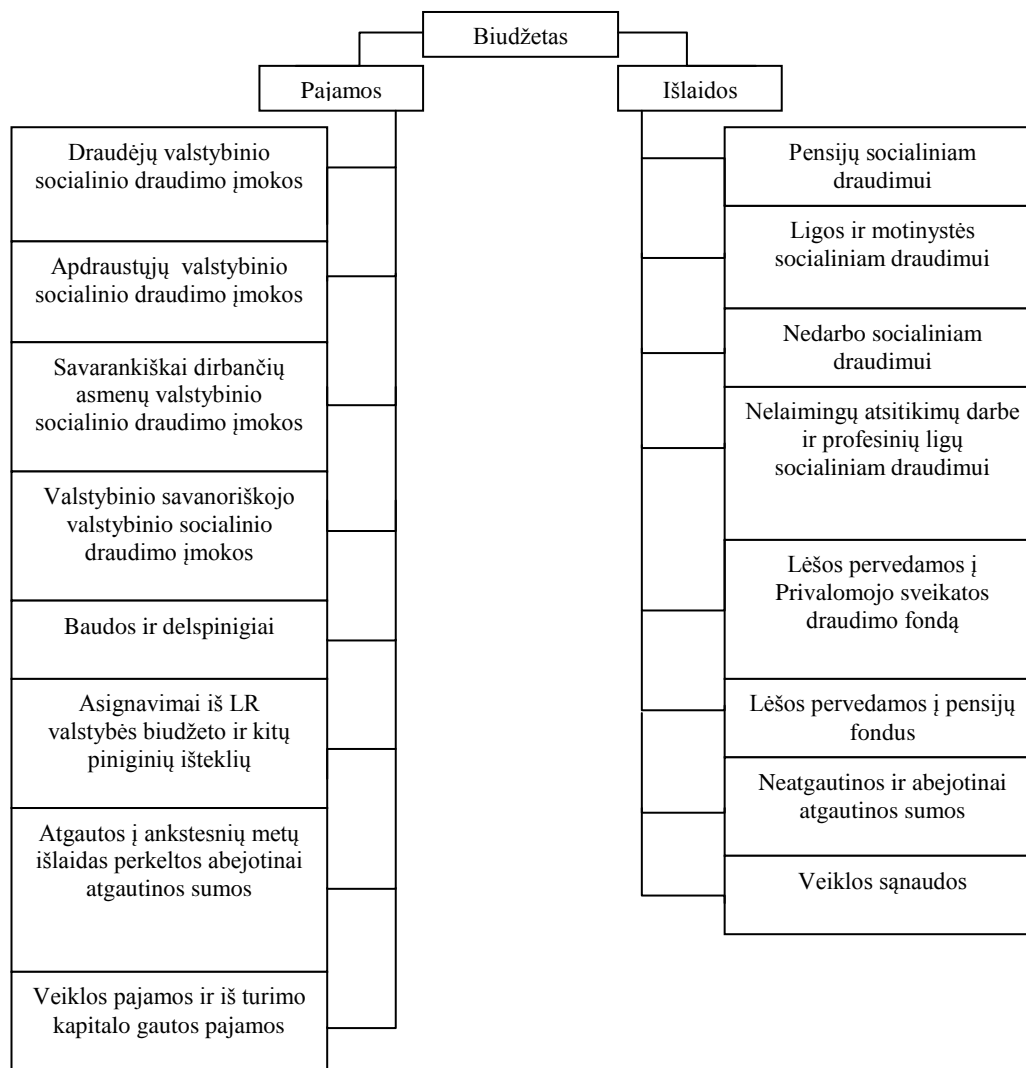 Biudžetas
Pajamos
Draudėjų valstybinio
socialinio draudimo įmokos
Apdraustųjų valstybinio
socialinio draudimo įmokos
Savarankiškai dirbančių
asmenų valstybinio
socialinio draudimo įmokos
Valstybinio savanoriškojo
valstybinio socialinio
draudimo įmokos
Baudos ir delspinigiai
Asignavimai iš LR
valstybės biudžeto ir kitų
piniginių išteklių
Atgautos į ankstesnių metų
išlaidas perkeltos abejotinai
atgautinos sumos
Veiklos pajamos ir iš turimo
kapitalo gautos pajamos
Išlaidos
Pensijų socialiniam
draudimui
Ligos ir motinystės
socialiniam draudimui
Nedarbo socialiniam
draudimui
Nelaimingų atsitikimų darbe
ir profesinių ligų
socialiniam draudimui
Lėšos pervedamos į
Privalomojo sveikatos
draudimo fondą
Lėšos pervedamos į pensijų
fondus
Neatgautinos ir abejotinai
atgautinos sumos
Veiklos sąnaudos